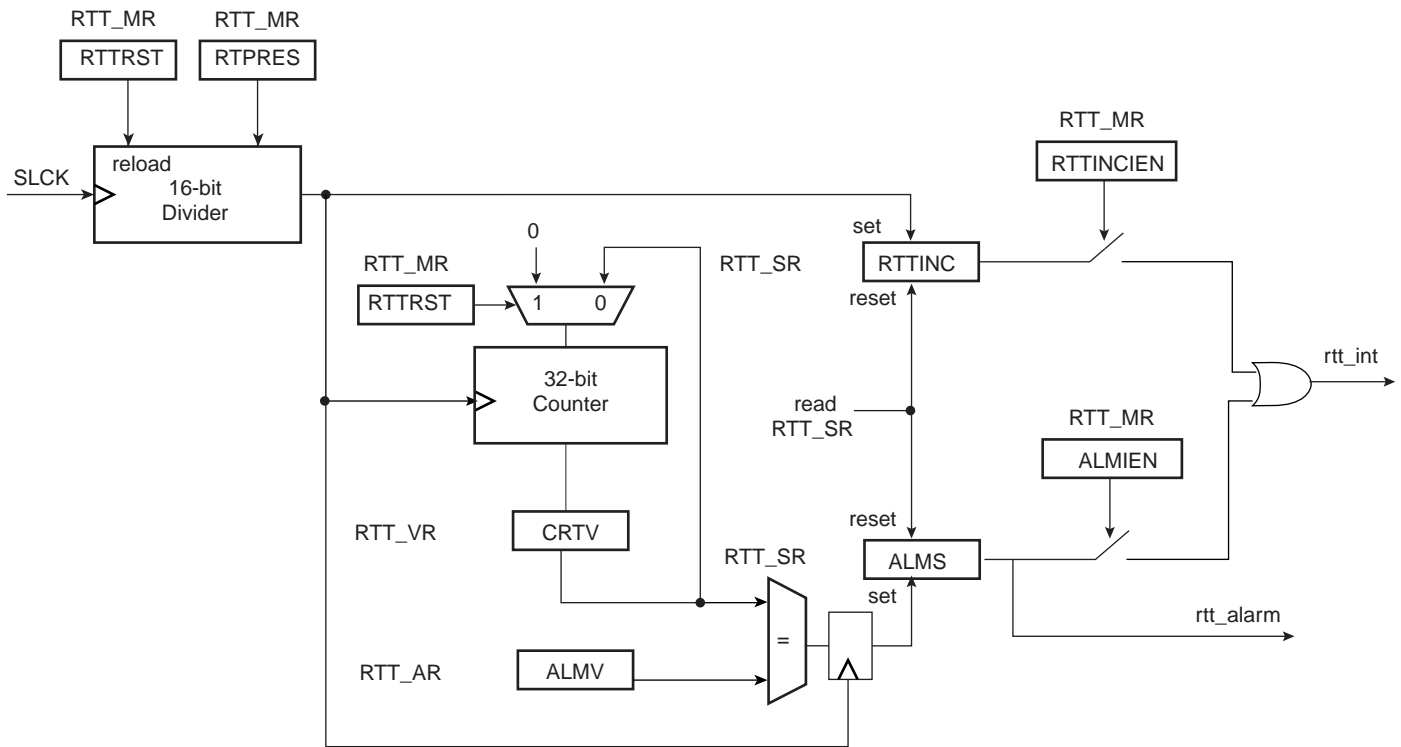 RTT_MR
RTT_MR
RTTRST
RTPRES
reload
16-bit
Divider
SLCK
RTT_MR
RTTINCIEN
0
set
RTT_MR
RTT_SR
RTTINC
RTTRST
1
0
reset
32-bit
Counter
rtt_int
read
RTT_SR
RTT_MR
ALMIEN
reset
RTT_VR
CRTV
RTT_SR
ALMS
set
rtt_alarm
=
RTT_AR
ALMV